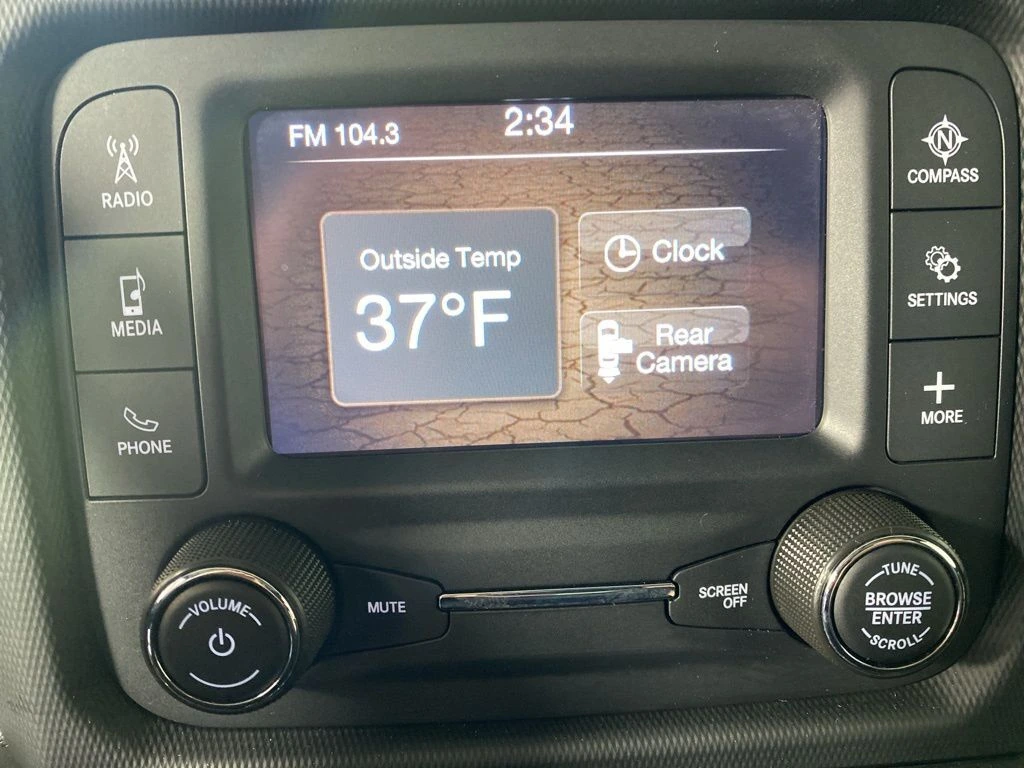 FM 104.3
2:34
RADIO
MEDIA
PHONE
Outside Temp
37°F
Clock
Rear
Camera
N
COMPASS
SETTINGS
MORE
VOLUME
MUTE
SCREEN
OFF
TUNE
BROWSE
ENTER
SCROLL